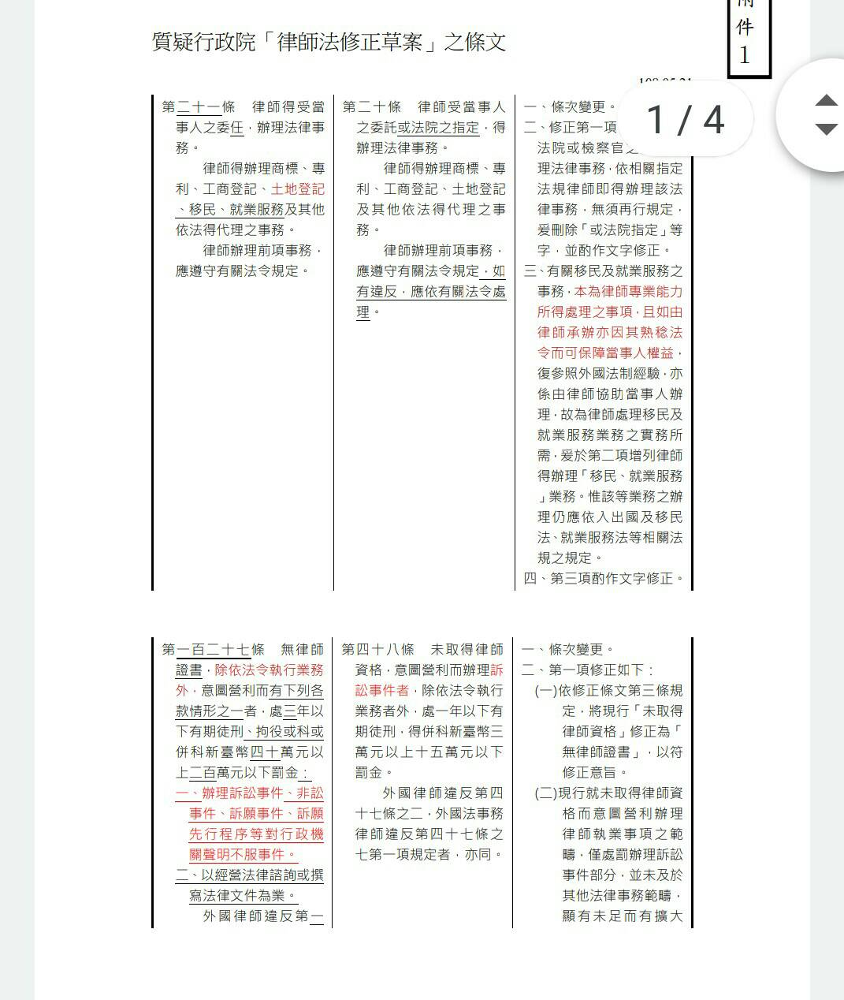 附
件
1
質疑行政院「律師法修正草案」之條文
1 / 4
第二十一條　律師得受當
事人之委任，辦理法律事
務。
律師得辦理商標、專
利、工商登記、土地登記
、移民、就業服務及其他
依法得代理之事務。
律師辦理前項事務，
應遵守有關法令規定。
第二十條　律師受當事人
之委託或法院之指定，得
辦理法律事務。
律師得辦理商標、專
利、工商登記、土地登記
及其他依法得代理之事
務。
律師辦理前項事務，
應遵守有關法令規定，如
有違反，應依有關法令處
理。
一、條次變更。
二、修正第一項
法院或檢察官之
理法律事務，依相關指定
法規律師即得辦理該法
律事務，無須再行規定，
爰刪除「或法院指定」等
字，並酌作文字修正。
三、有關移民及就業服務之
事務，本為律師專業能力
所得處理之事項，且如由
律師承辦亦因其熟稔法
令而可保障當事人權益，
復參照外國法制經驗，亦
係由律師協助當事人辦
理，故為律師處理移民及
就業服務業務之實務所
需，爰於第二項增列律師
得辦理「移民、就業服務
」業務。惟該等業務之辦
理仍應依入出國及移民
法、就業服務法等相關法
規之規定。
四、第三項酌作文字修正。
第一百二十七條　無律師
證書，除依法令執行業務
外，意圖營利而有下列各
款情形之一者，處三年以
下有期徒刑、拘役或科或
併科新臺幣四十萬元以
上二百萬元以下罰金：
一、辦理訴訟事件、非訟
事件、訴願事件、訴願
先行程序等對行政機
關聲明不服事件。
二、以經營法律諮詢或撰
寫法律文件為業。
外國律師違反第一
第四十八條　未取得律師
資格，意圖營利而辦理訴
訟事件者，除依法令執行
業務者外，處一年以下有
期徒刑，得併科新臺幣三
萬元以上十五萬元以下
罰金。
外國律師違反第四
十七條之二，外國法事務
律師違反第四十七條之
七第一項規定者，亦同。
一、條次變更。
二、第一項修正如下：
(一)依修正條文第三條規
定，將現行「未取得
律師資格」修正為「
無律師證書」，以符
修正意旨。
(二)現行就未取得律師資
格而意圖營利辦理
律師執業事項之範
疇，僅處罰辦理訴訟
事件部分，並未及於
其他法律事務範疇，
顯有未足而有擴大